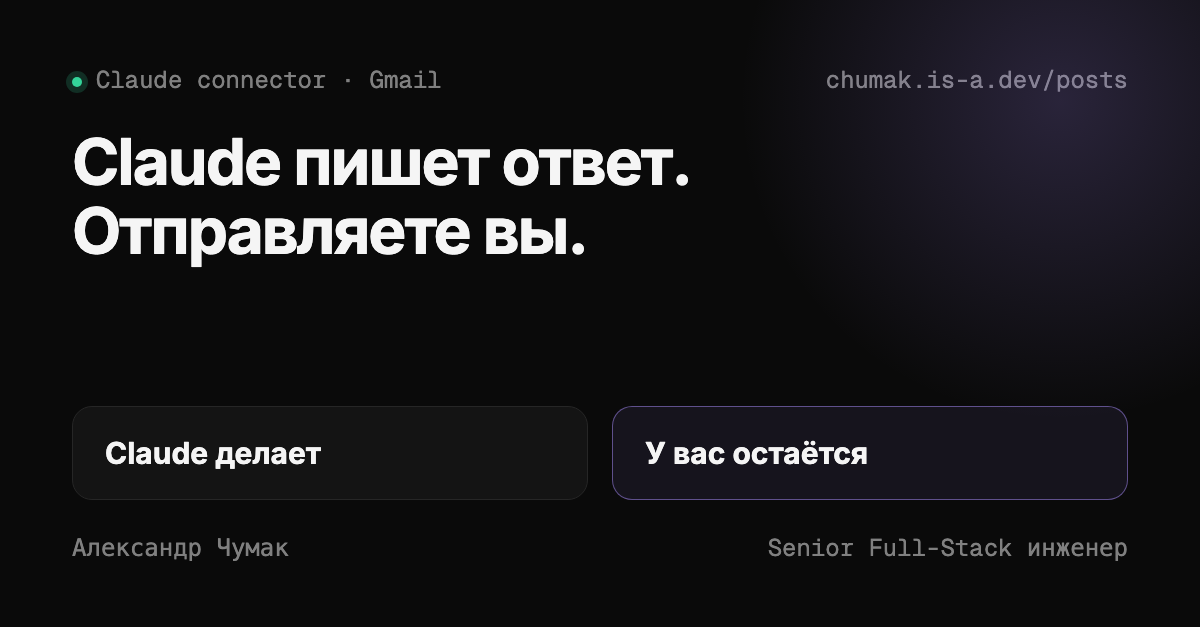 Claude connector · Gmail
chumak.is-a.dev/posts
Claude пишет ответ.
Отправляете вы.
Claude делает
У вас остаётся
Александр Чумак
Senior Full-Stack инженер